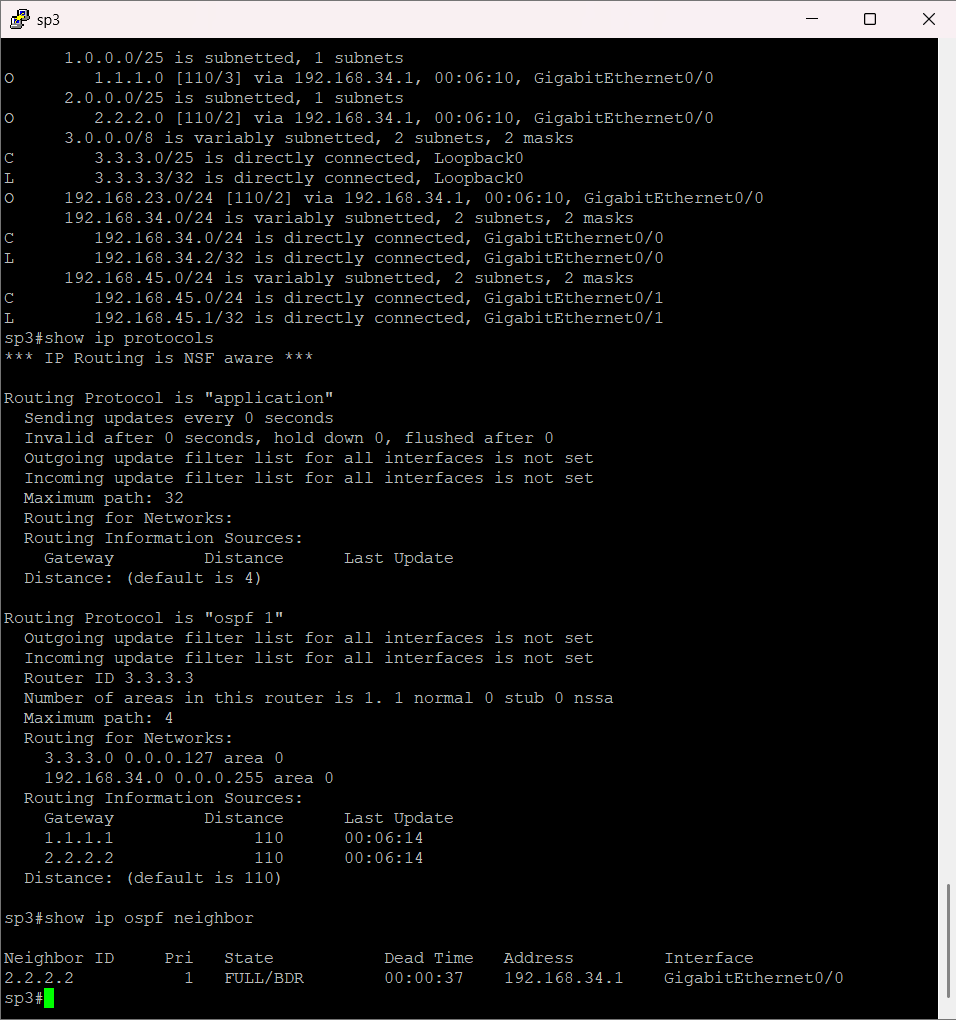 sp3
1.0.0.0/25 is subnetted, 1 subnets
O        1.1.1.0 [110/3] via 192.168.34.1, 00:06:10, GigabitEthernet0/0
      2.0.0.0/25 is subnetted, 1 subnets
O        2.2.2.0 [110/2] via 192.168.34.1, 00:06:10, GigabitEthernet0/0
      3.0.0.0/8 is variably subnetted, 2 subnets, 2 masks
C        3.3.3.0/25 is directly connected, Loopback0
L        3.3.3.3/32 is directly connected, Loopback0
O     192.168.23.0/24 [110/2] via 192.168.34.1, 00:06:10, GigabitEthernet0/0
      192.168.34.0/24 is variably subnetted, 2 subnets, 2 masks
C        192.168.34.0/24 is directly connected, GigabitEthernet0/0
L        192.168.34.2/32 is directly connected, GigabitEthernet0/0
      192.168.45.0/24 is variably subnetted, 2 subnets, 2 masks
C        192.168.45.0/24 is directly connected, GigabitEthernet0/1
L        192.168.45.1/32 is directly connected, GigabitEthernet0/1
sp3#show ip protocols
*** IP Routing is NSF aware ***

Routing Protocol is "application"
  Sending updates every 0 seconds
  Invalid after 0 seconds, hold down 0, flushed after 0
  Outgoing update filter list for all interfaces is not set
  Incoming update filter list for all interfaces is not set
  Maximum path: 32
  Routing for Networks:
  Routing Information Sources:
    Gateway         Distance      Last Update
  Distance: (default is 4)

Routing Protocol is "ospf 1"
  Outgoing update filter list for all interfaces is not set
  Incoming update filter list for all interfaces is not set
  Router ID 3.3.3.3
  Number of areas in this router is 1. 1 normal 0 stub 0 nssa
  Maximum path: 4
  Routing for Networks:
    3.3.3.0 0.0.0.127 area 0
    192.168.34.0 0.0.0.255 area 0
  Routing Information Sources:
    Gateway         Distance      Last Update
    1.1.1.1              110      00:06:14
    2.2.2.2              110      00:06:14
  Distance: (default is 110)

sp3#show ip ospf neighbor

Neighbor ID     Pri   State           Dead Time   Address         Interface
2.2.2.2           1   FULL/BDR        00:00:37    192.168.34.1    GigabitEthernet0/0
sp3#